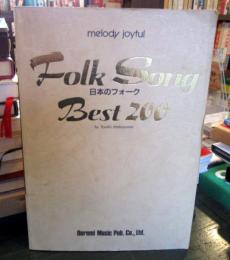 melody joyful
Folk Song
日本のフォーク
Best 200
Doremi Music Pub. Co., Ltd.